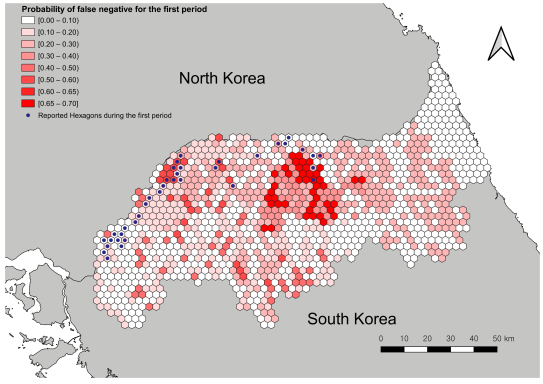 Probability of false negative for the first period
[0.00 – 0.10)
[0.10 – 0.20)
[0.20 – 0.30)
[0.30 – 0.40)
[0.40 – 0.50)
[0.50 – 0.60)
[0.60 – 0.65)
[0.65 – 0.70]
Reported Hexagons during the first period
North Korea
South Korea
0 10 20 30 40 50 km